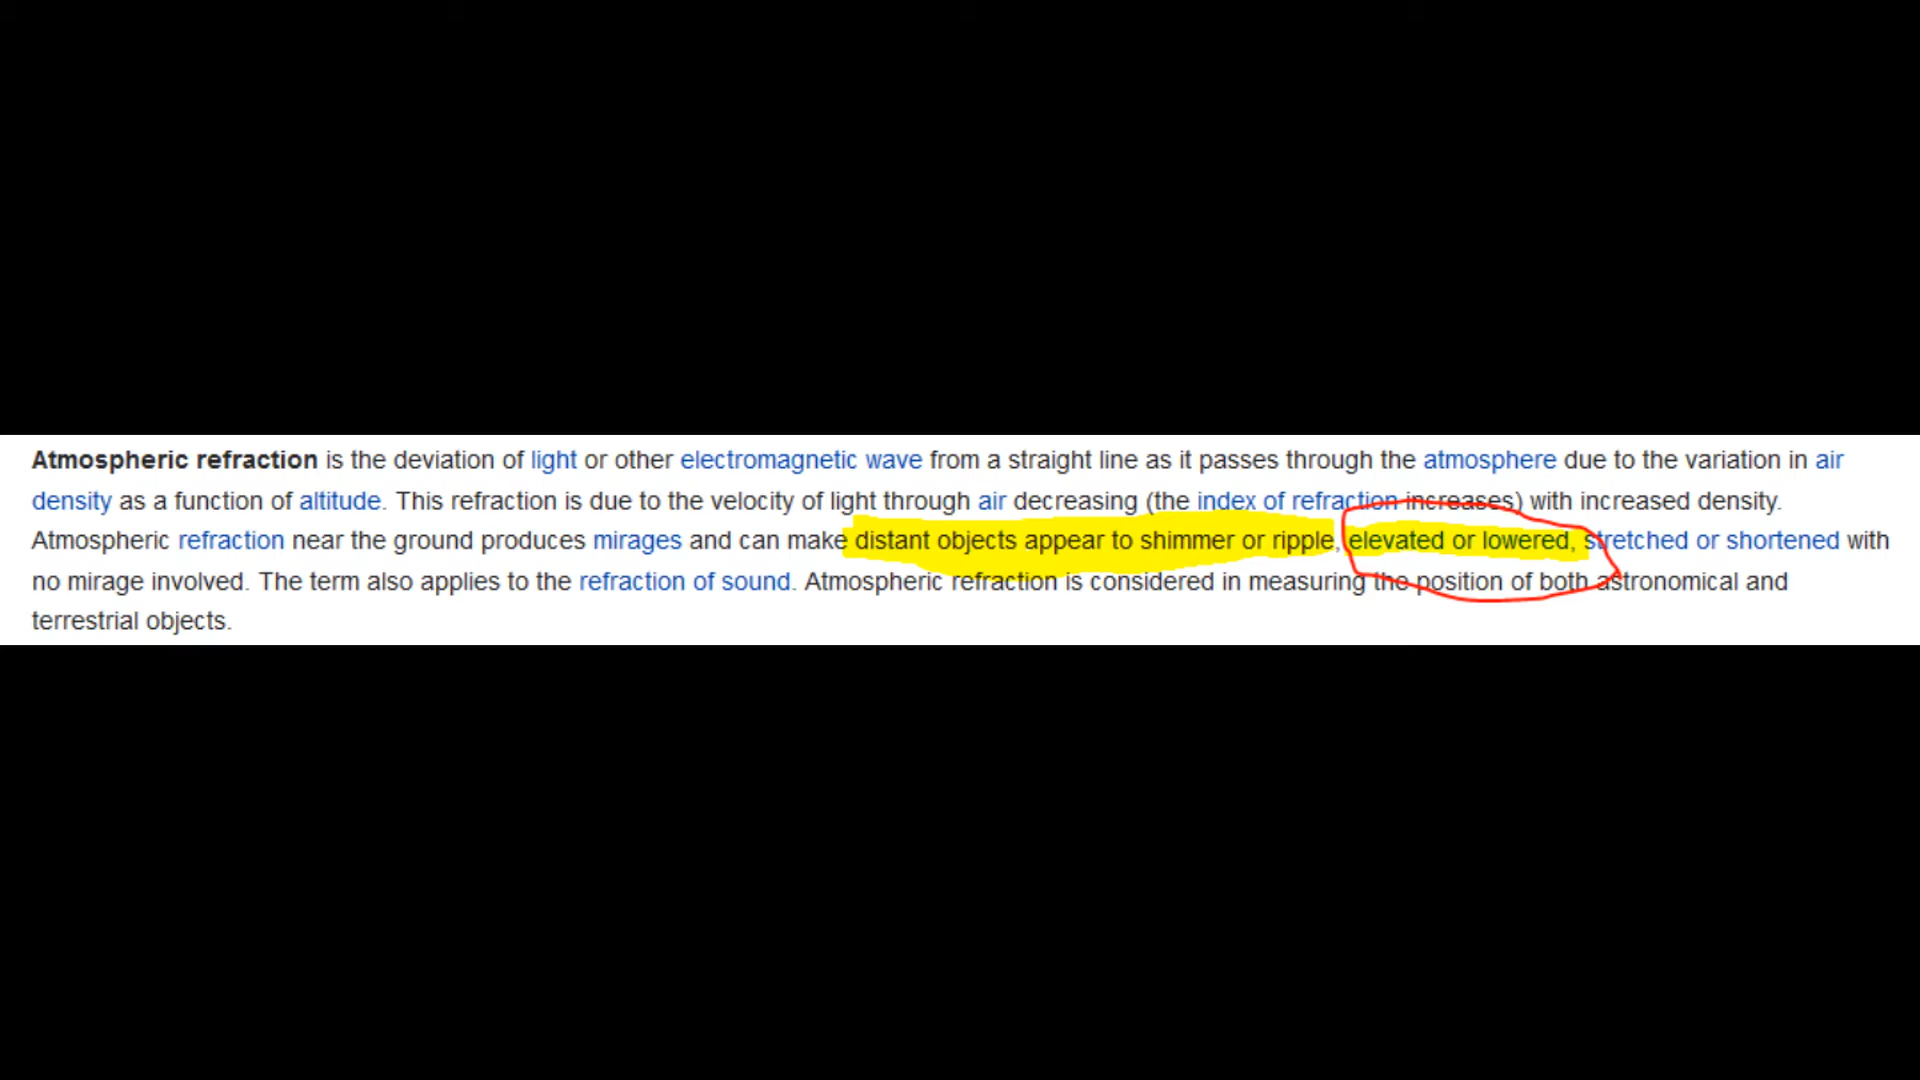 Atmospheric refraction is the deviation of light or other electromagnetic wave from a straight line as it passes through the atmosphere due to the variation in air
density as a function of altitude. This refraction is due to the velocity of light through air decreasing (the index of refraction increases) with increased density.
Atmospheric refraction near the ground produces mirages and can make distant objects appear to shimmer or ripple, elevated or lowered, stretched or shortened with
no mirage involved. The term also applies to the refraction of sound. Atmospheric refraction is considered in measuring the position of both astronomical and
terrestrial objects.